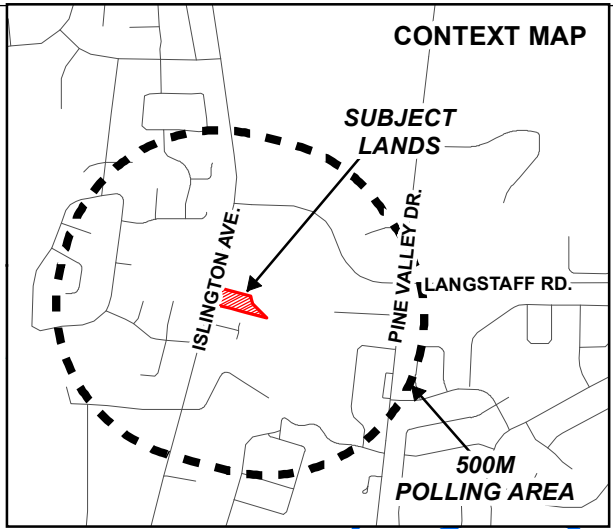 CONTEXT MAP
SUBJECT
LANDS
ISLINGTON AVE.
PINE VALLEY DR.
LANGSTAFF RD.
500M
POLLING AREA